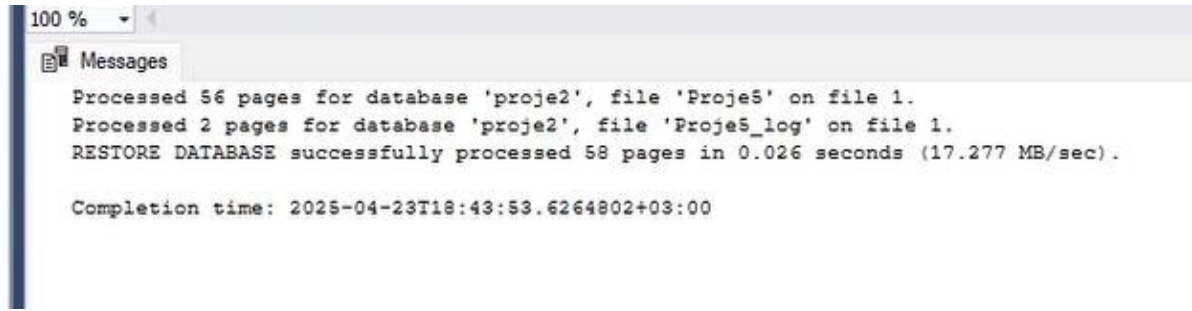 100 %
Messages
Processed 56 pages for database 'proje2', file 'Proje5' on file 1.
Processed 2 pages for database 'proje2', file 'Proje5_log' on file 1.
RESTORE DATABASE successfully processed 58 pages in 0.026 seconds (17.277 MB/sec).
Completion time: 2025-04-23T18:43:53.6264802+03:00